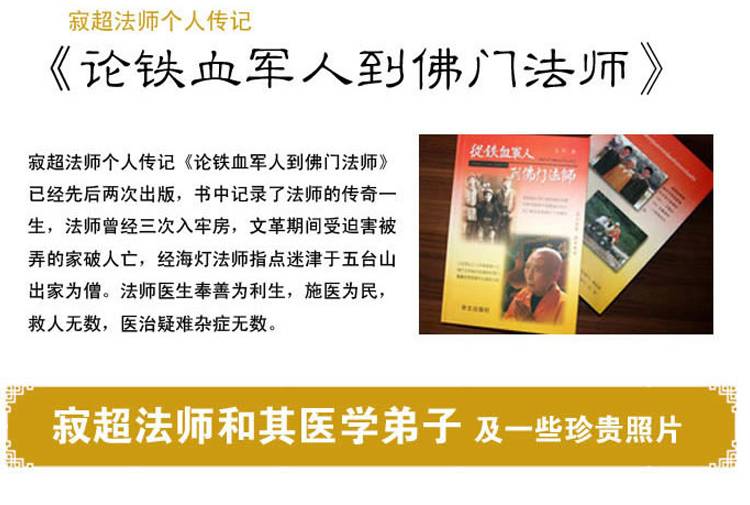 寂超法师个人传记
《论铁血军人到佛门法师》
寂超法师个人传记《论铁血军人到佛门法师》
已经先后两次出版，书中记录了法师的传奇一
生，法师曾经三次入牢房，文革期间受迫害被
弄的家破人亡，经海灯法师指点迷津于五台山
出家为僧。法师医生奉善为利生，施医为民，
救人无数，医治疑难杂症无数。
從铁血軍人
到佛门法師
寂超法师和其医学弟子 及一些珍贵照片